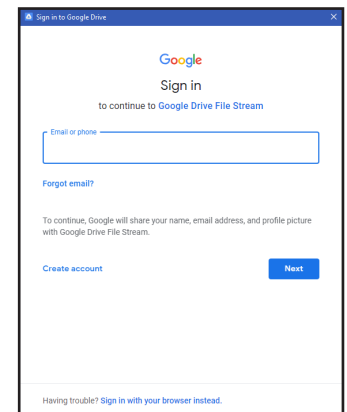 Sign in to Google Drive
Google
Sign in
to continue to Google Drive File Stream
Email or phone
Forgot email?
To continue, Google will share your name, email address, and profile picture
with Google Drive File Stream.
Create account
Next
Having trouble? Sign in with your browser instead.